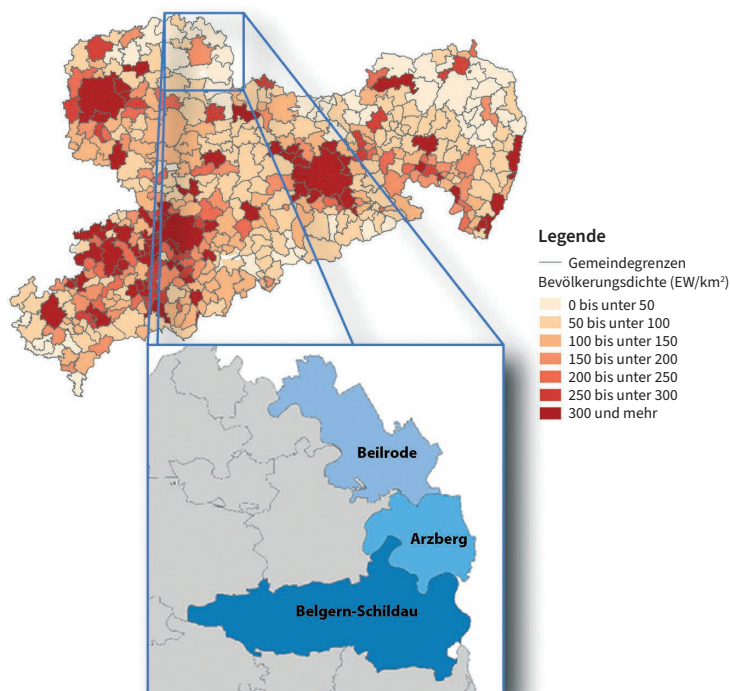 Legende
Gemeindegrenzen
Bevölkerungsdichte (EW/km²)
0 bis unter 50
50 bis unter 100
100 bis unter 150
150 bis unter 200
200 bis unter 250
250 bis unter 300
300 und mehr
Beilrode
Arzberg
Belgern-Schildau